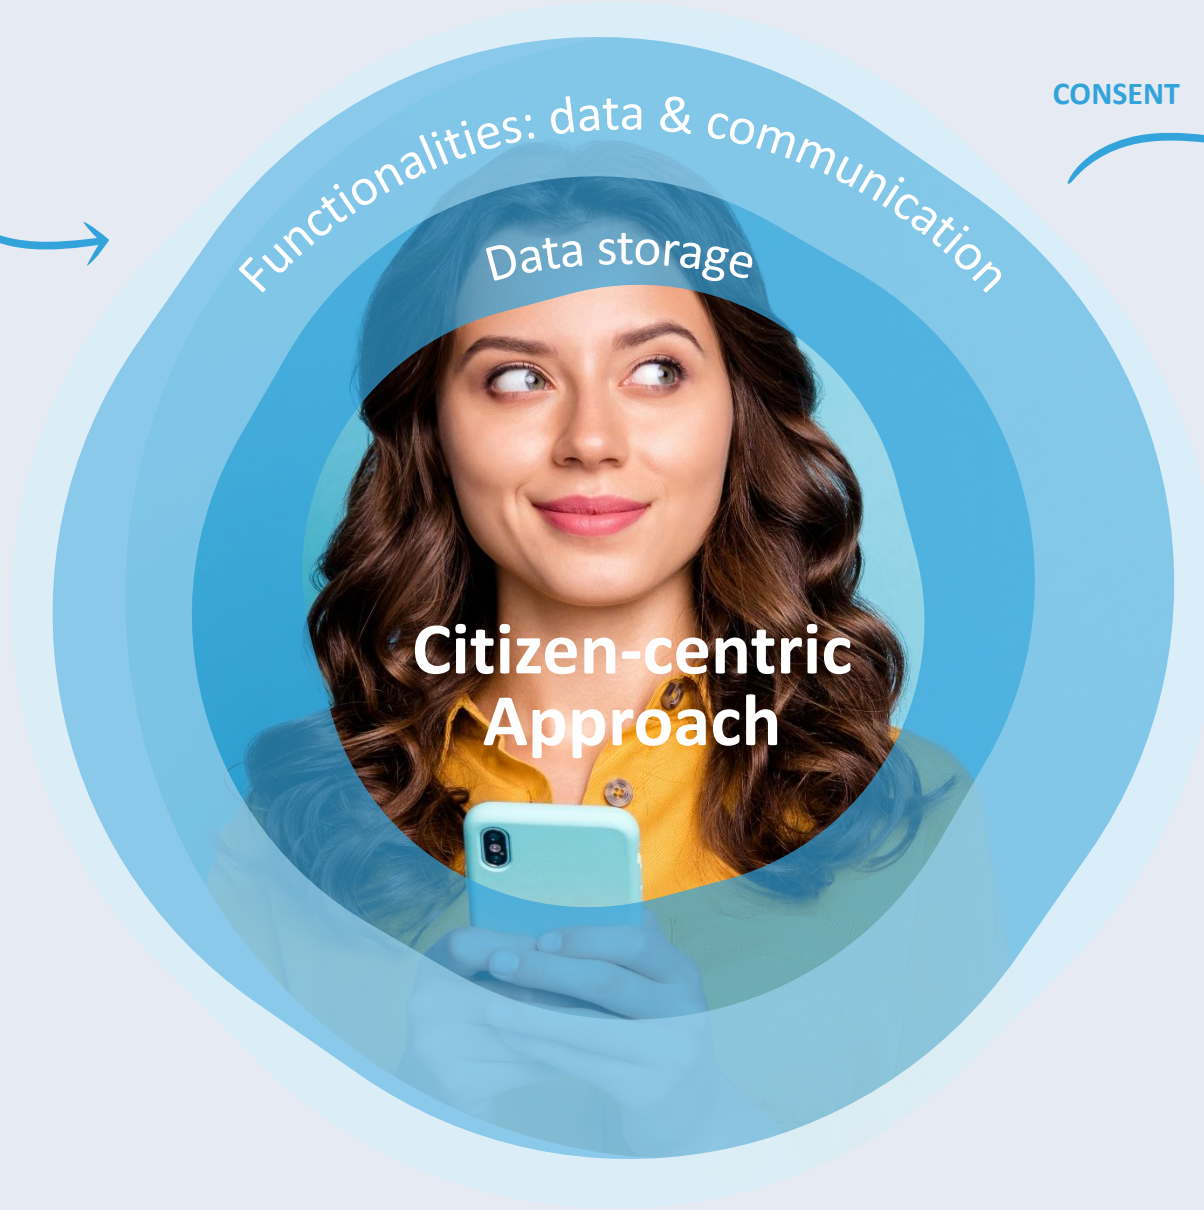 CONSENT
Functionalities: data & communication
Data storage
Citizen-centric
Approach